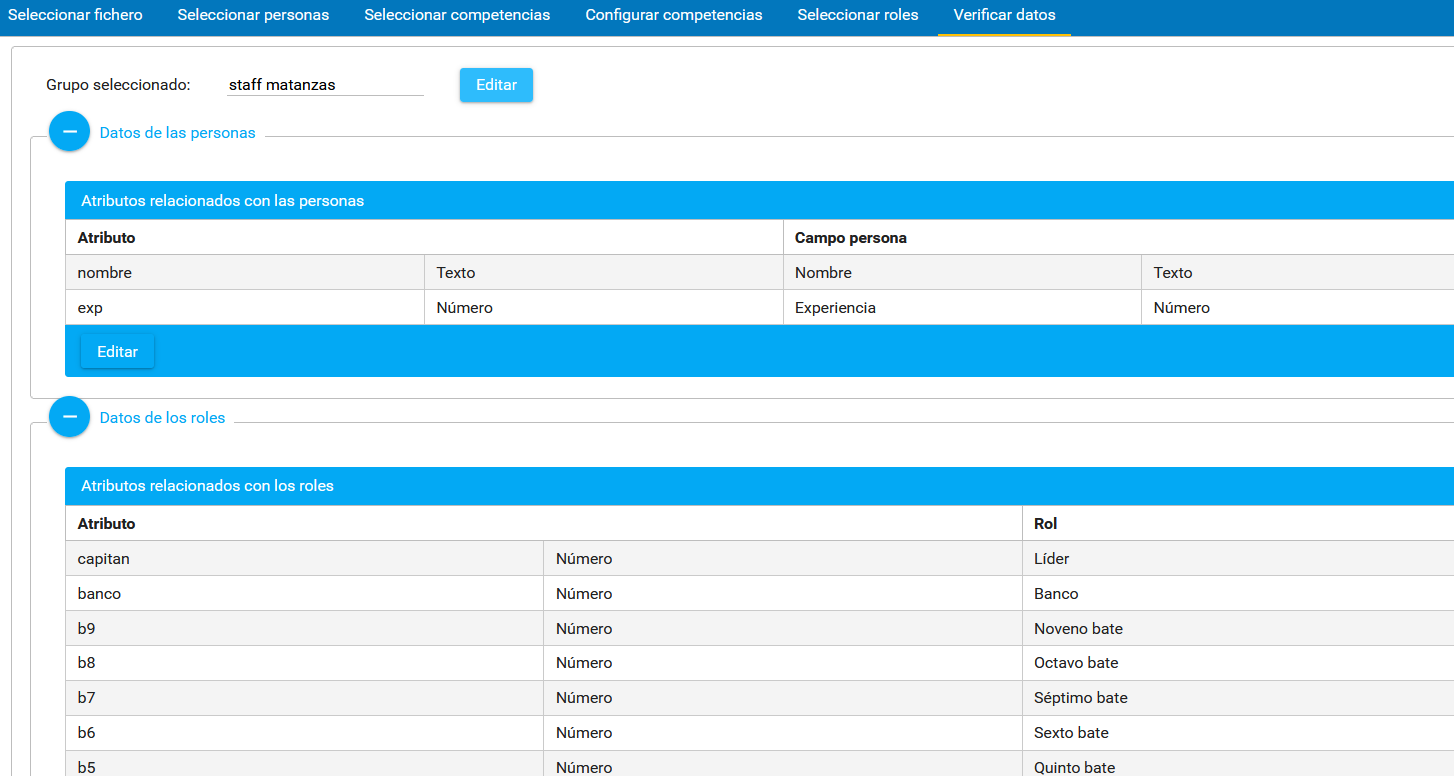 Seleccionar fichero Seleccionar personas Seleccionar competencias Configurar competencias Seleccionar roles Verificar datos
Grupo seleccionado: staff matanzas Editar
Datos de las personas
Atributos relacionados con las personas
Atributo Campo persona
nombre Texto Nombre Texto
exp Número Experiencia Número
Editar
Datos de los roles
Atributos relacionados con los roles
Atributo Rol
capitan Número Líder
banco Número Banco
b9 Número Noveno bate
b8 Número Octavo bate
b7 Número Séptimo bate
b6 Número Sexto bate
b5 Número Quinto bate